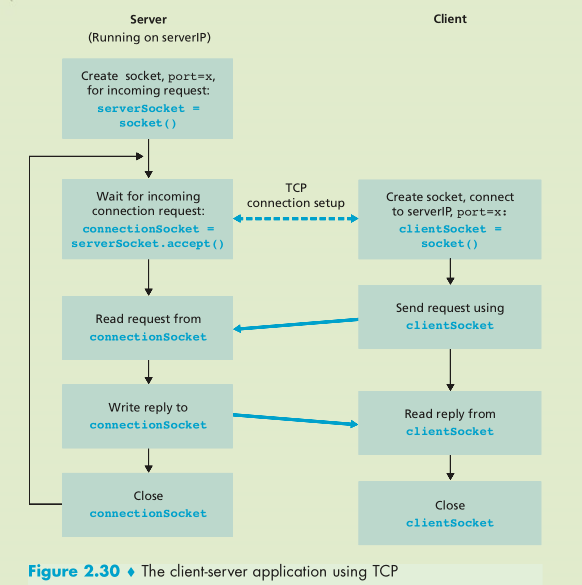 Server
(Running on serverIP)
Client
Create socket, port=x,
for incoming request:
serverSocket =
socket()
Wait for incoming
connection request:
connectionSocket =
serverSocket.accept()
TCP
connection setup
Create socket, connect
to serverIP, port=x:
clientSocket =
socket()
Read request from
connectionSocket
Send request using
clientSocket
Write reply to
connectionSocket
Read reply from
clientSocket
Close
connectionSocket
Close
clientSocket
Figure 2.30 ♦ The client-server application using TCP